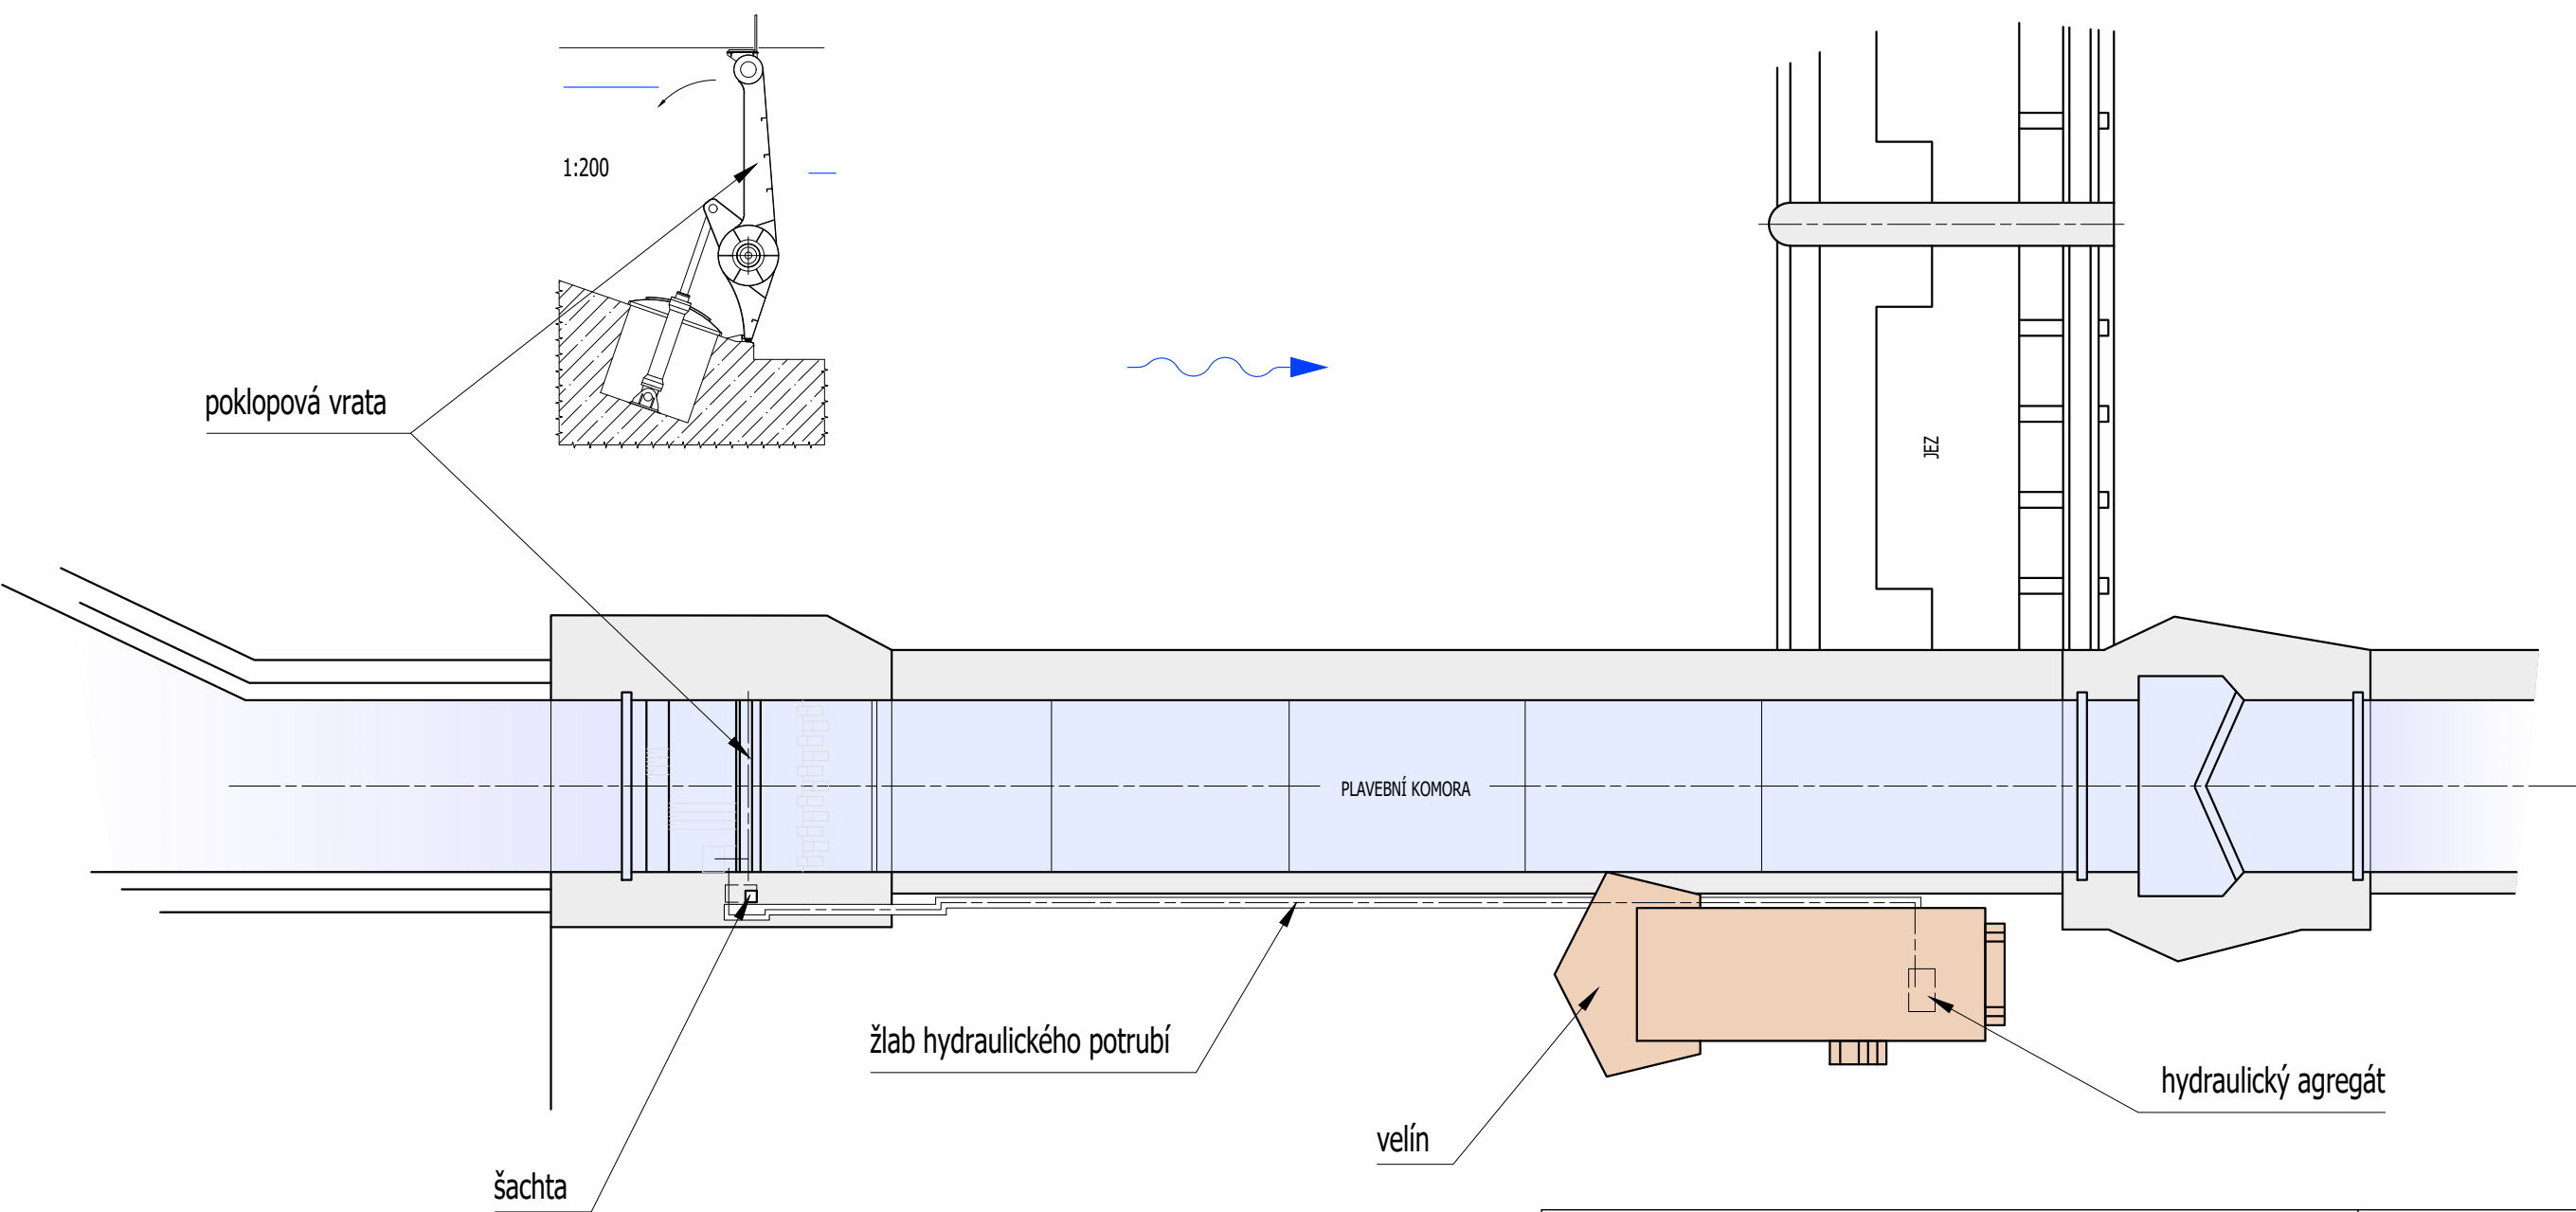 1:200
poklopová vrata
JEZ
PLAVEBNÍ KOMORA
žlab hydraulického potrubí
hydraulický agregát
velín
šachta